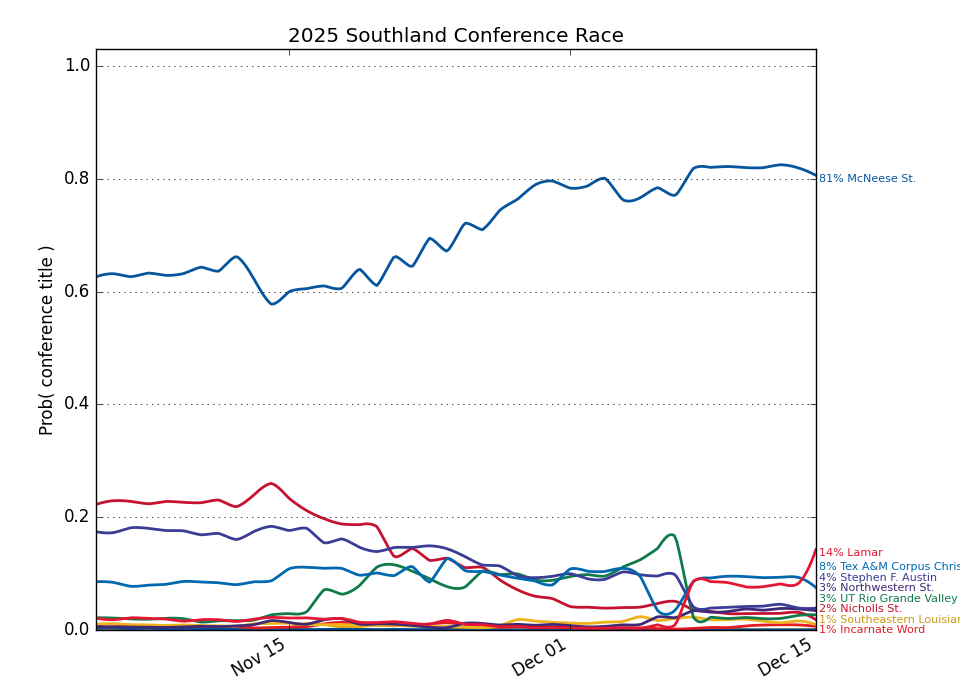 2025 Southland Conference Race
Prob( conference title )
1.0
0.8
0.6
0.4
0.2
0.0
Nov 15
Dec 01
Dec 15
81% McNeese St.
14% Lamar
8% Tex A&M Corpus Chris
4% Stephen F. Austin
3% Northwestern St.
3% UT Rio Grande Valley
2% Nicholls St.
1% Southeastern Louisian
1% Incarnate Word